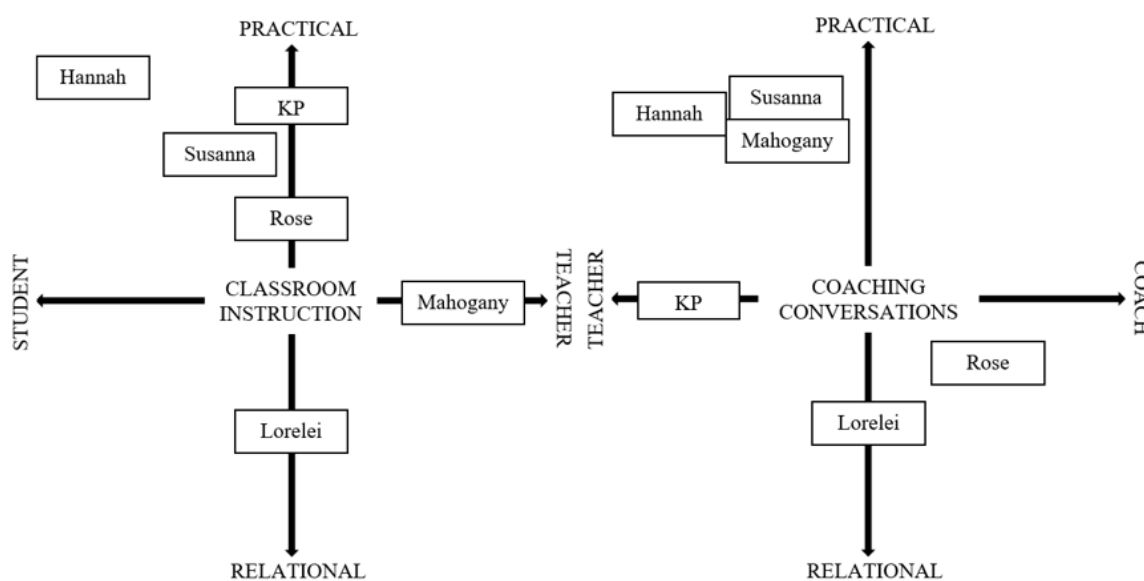 PRACTICAL
Hannah
KP
Susanna
Rose
STUDENT
CLASSROOM
INSTRUCTION
Mahogany
TEACHER
Lorelei
RELATIONAL
PRACTICAL
Susanna
Hannah
Mahogany
TEACHER
KP
COACHING
CONVERSATIONS
COACH
Rose
Lorelei
RELATIONAL